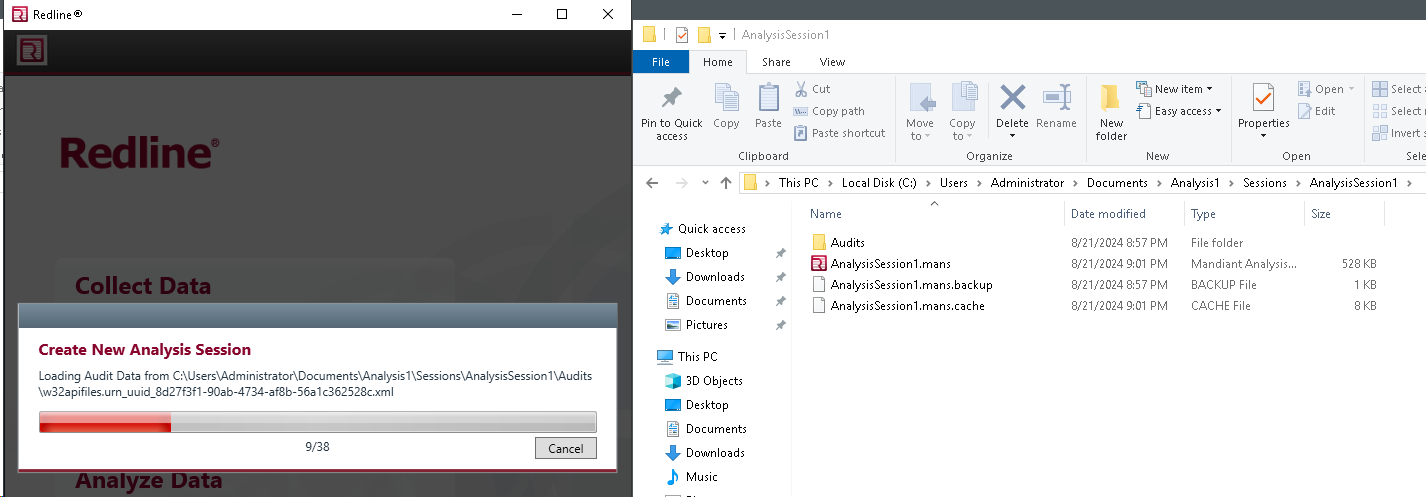 Redline®
Redline®
Collect Data
Create New Analysis Session
Loading Audit Data from C:\Users\Administrator\Documents\Analysis1\Sessions\AnalysisSession1\Audits
\w32apifiles.urn_uuid_8d27f3f1-90ab-4734-af8b-56a1c362528c.xml
9/38
Cancel
Analyze Data
AnalysisSession1
File Home Share View
Pin to Quick access
Copy
Paste
Cut
Copy path
Paste shortcut
Clipboard
Move to
Copy to
Delete
Rename
Organize
New folder
New item
Easy access
New
Properties
Open
Edit
Open
Select
Select
Invert s
Sele
This PC > Local Disk (C:) > Users > Administrator > Documents > Analysis1 > Sessions > AnalysisSession1 >
Name Date modified Type Size
Audits 8/21/2024 8:57 PM File folder
AnalysisSession1.mans 8/21/2024 9:01 PM Mandiant Analysis... 528 KB
AnalysisSession1.mans.backup 8/21/2024 8:57 PM BACKUP File 1 KB
AnalysisSession1.mans.cache 8/21/2024 9:01 PM CACHE File 8 KB
Quick access
Desktop
Downloads
Documents
Pictures
This PC
3D Objects
Desktop
Documents
Downloads
Music